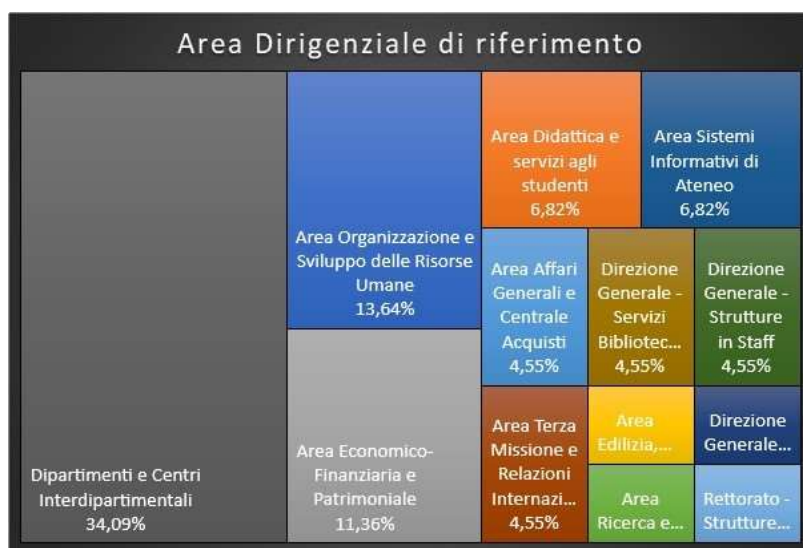 Area Dirigenziale di riferimento
Dipartimenti e Centri
Interdipartimentali
34,09%
Area Organizzazione e
Sviluppo delle Risorse
Umane
13,64%
Area Economico-
Finanziaria e
Patrimoniale
11,36%
Area Didattica e
servizi agli
studenti
6,82%
Area Sistemi
Informativi di
Ateneo
6,82%
Area Affari
Generali e
Centrale
Acquisti
4,55%
Direzione
Generale -
Servizi
Bibliotec...
4,55%
Direzione
Generale -
Strutture
in Staff
4,55%
Area Terza
Missione e
Relazioni
Internazi...
4,55%
Area
Edilizia,...
Direzione
Generale...
Area
Ricerca e...
Rettorato -
Strutture...